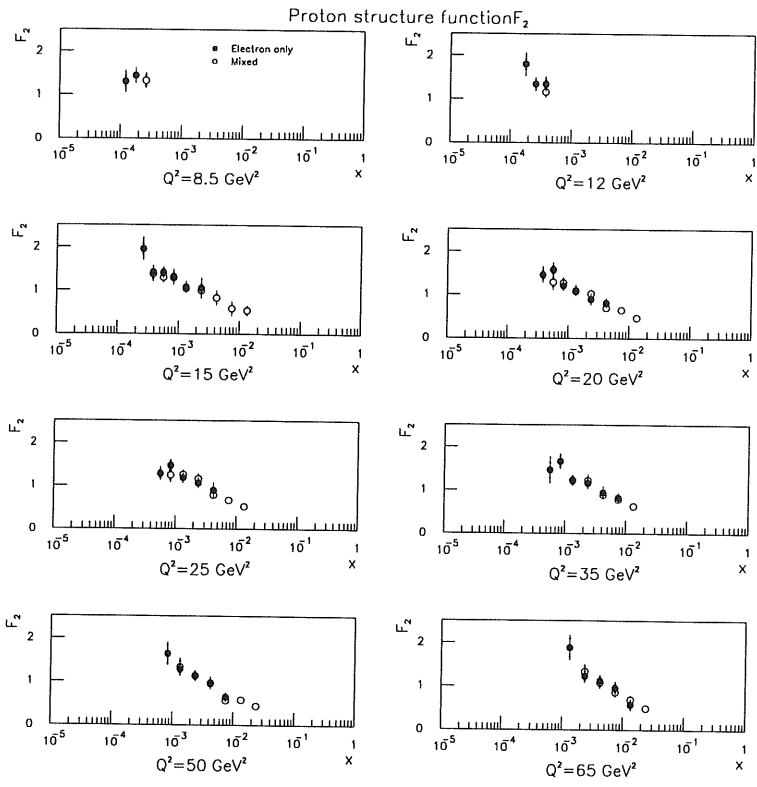 Proton structure functionF₂
F₂
2
1
0
Electron only
Mixed
10⁻⁵ 10⁻⁴ 10⁻³ 10⁻² 10⁻¹ 1
x
Q²=8.5 GeV²
F₂
2
1
0
10⁻⁵ 10⁻⁴ 10⁻³ 10⁻² 10⁻¹ 1
x
Q²=12 GeV²
F₂
2
1
0
10⁻⁵ 10⁻⁴ 10⁻³ 10⁻² 10⁻¹ 1
x
Q²=15 GeV²
F₂
2
1
0
10⁻⁵ 10⁻⁴ 10⁻³ 10⁻² 10⁻¹ 1
x
Q²=20 GeV²
F₂
2
1
0
10⁻⁵ 10⁻⁴ 10⁻³ 10⁻² 10⁻¹ 1
x
Q²=25 GeV²
F₂
2
1
0
10⁻⁵ 10⁻⁴ 10⁻³ 10⁻² 10⁻¹ 1
x
Q²=35 GeV²
F₂
2
1
0
10⁻⁵ 10⁻⁴ 10⁻³ 10⁻² 10⁻¹ 1
x
Q²=50 GeV²
F₂
2
1
0
10⁻⁵ 10⁻⁴ 10⁻³ 10⁻² 10⁻¹ 1
x
Q²=65 GeV²